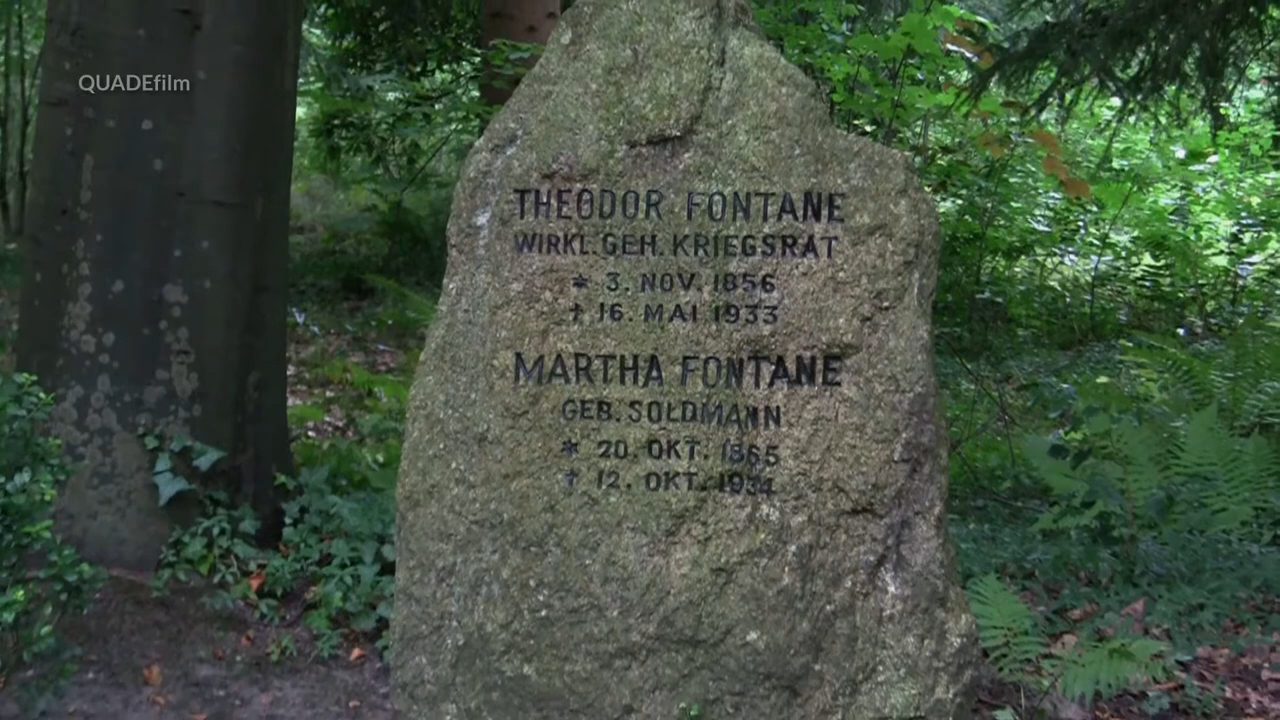 QUADEfilm
THEODOR FONTANE
WIRKL. GEH. KRIEGSRAT
* 3. NOV. 1856
† 16. MAI 1933
MARTHA FONTANE
GEB. SOLDMANN
* 20. OKT. 1865
† 12. OKT. 1934